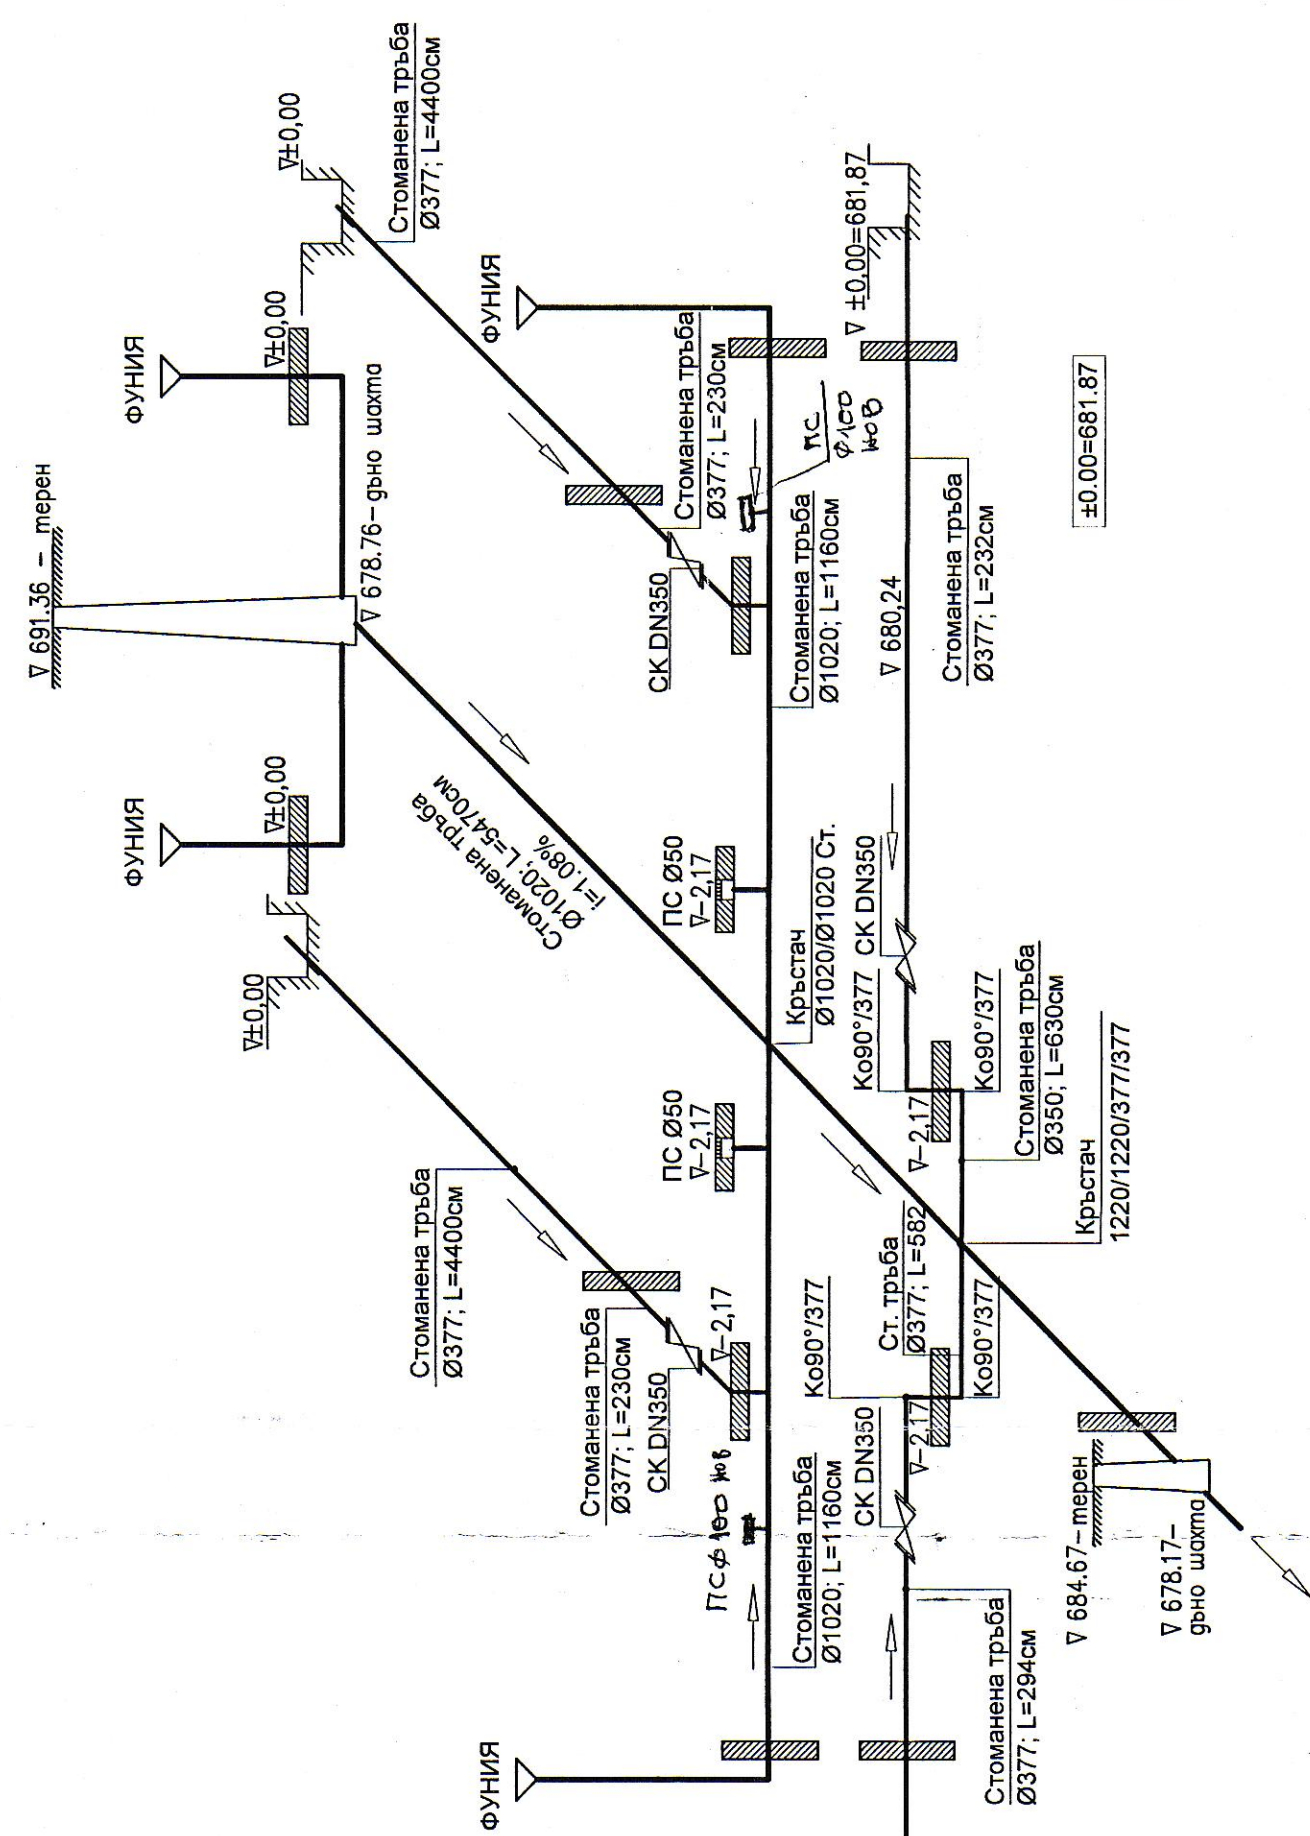 ∇±0,00
Стоманена тръба
Ø377; L=4400см
ФУНИЯ
∇±0,00
∇ 691.36 – терен
∇ 678.76–дъно шахта
ФУНИЯ
∇±0,00
∇±0,00
ФУНИЯ
Стоманена тръба
Ø377; L=230см
СК DN350
ПС
Ø100
НОВ
Стоманена тръба
Ø1020; L=1160см
∇ ±0,00=681,87
∇ 680,24
Стоманена тръба
Ø377; L=232см
±0.00=681.87
Стоманена тръба
Ø1020; L=5470см
i=1.08%
ПС Ø50
∇–2,17
Кръстач
Ø1020/Ø1020 Ст.
СК DN350
Ко90°/377
Ко90°/377
∇–2,17
Стоманена тръба
Ø350; L=630см
Кръстач
1220/1220/377/377
ПС Ø50
∇–2,17
Стоманена тръба
Ø377; L=4400см
Стоманена тръба
Ø377; L=230см
СК DN350
∇–2,17
Ст. тръба
Ø377; L=582
Ко90°/377
Ко90°/377
∇–2,17
СК DN350
ПСФ100 НОВ
Стоманена тръба
Ø1020; L=1160см
∇ 684.67–терен
∇ 678.17–
дъно шахта
Стоманена тръба
Ø377; L=294см
ФУНИЯ